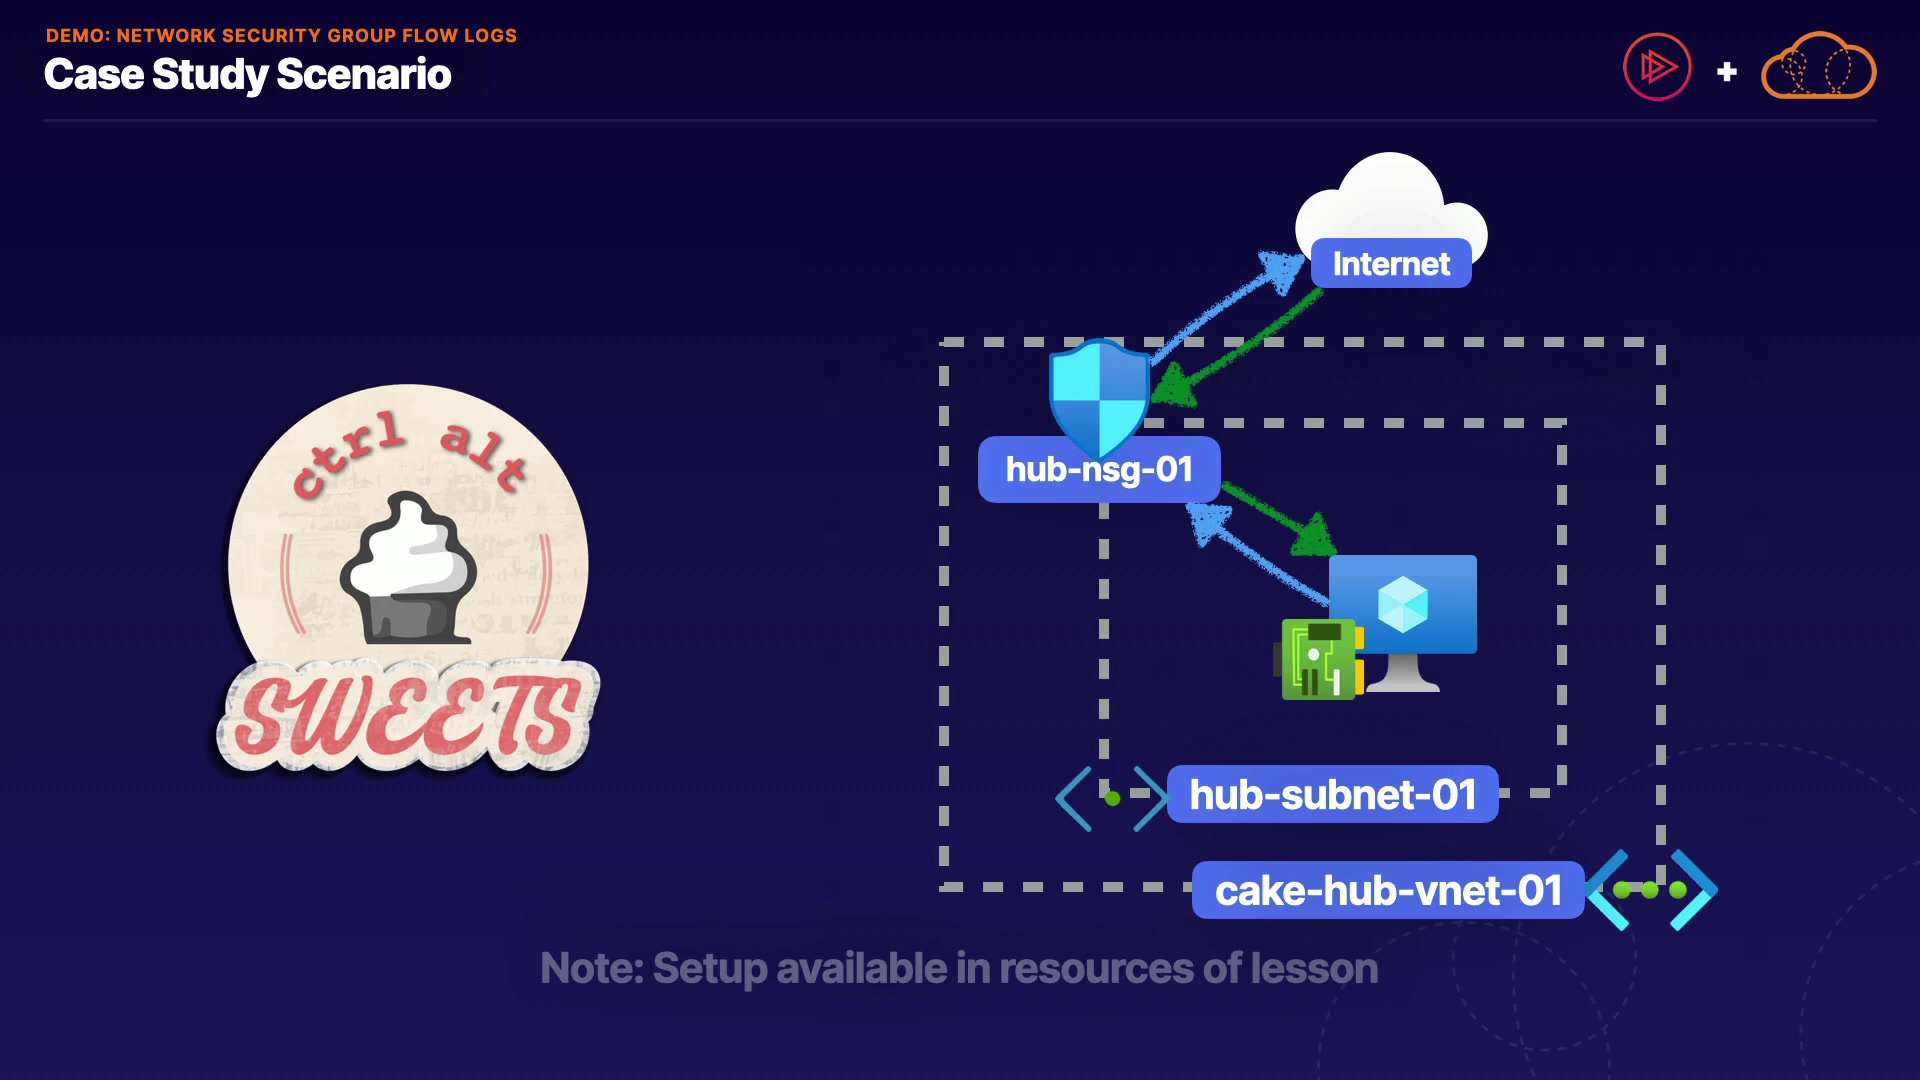 DEMO: NETWORK SECURITY GROUP FLOW LOGS
Case Study Scenario
Internet
hub-nsg-01
ctrl alt
SWEETS
hub-subnet-01
cake-hub-vnet-01
Note: Setup available in resources of lesson